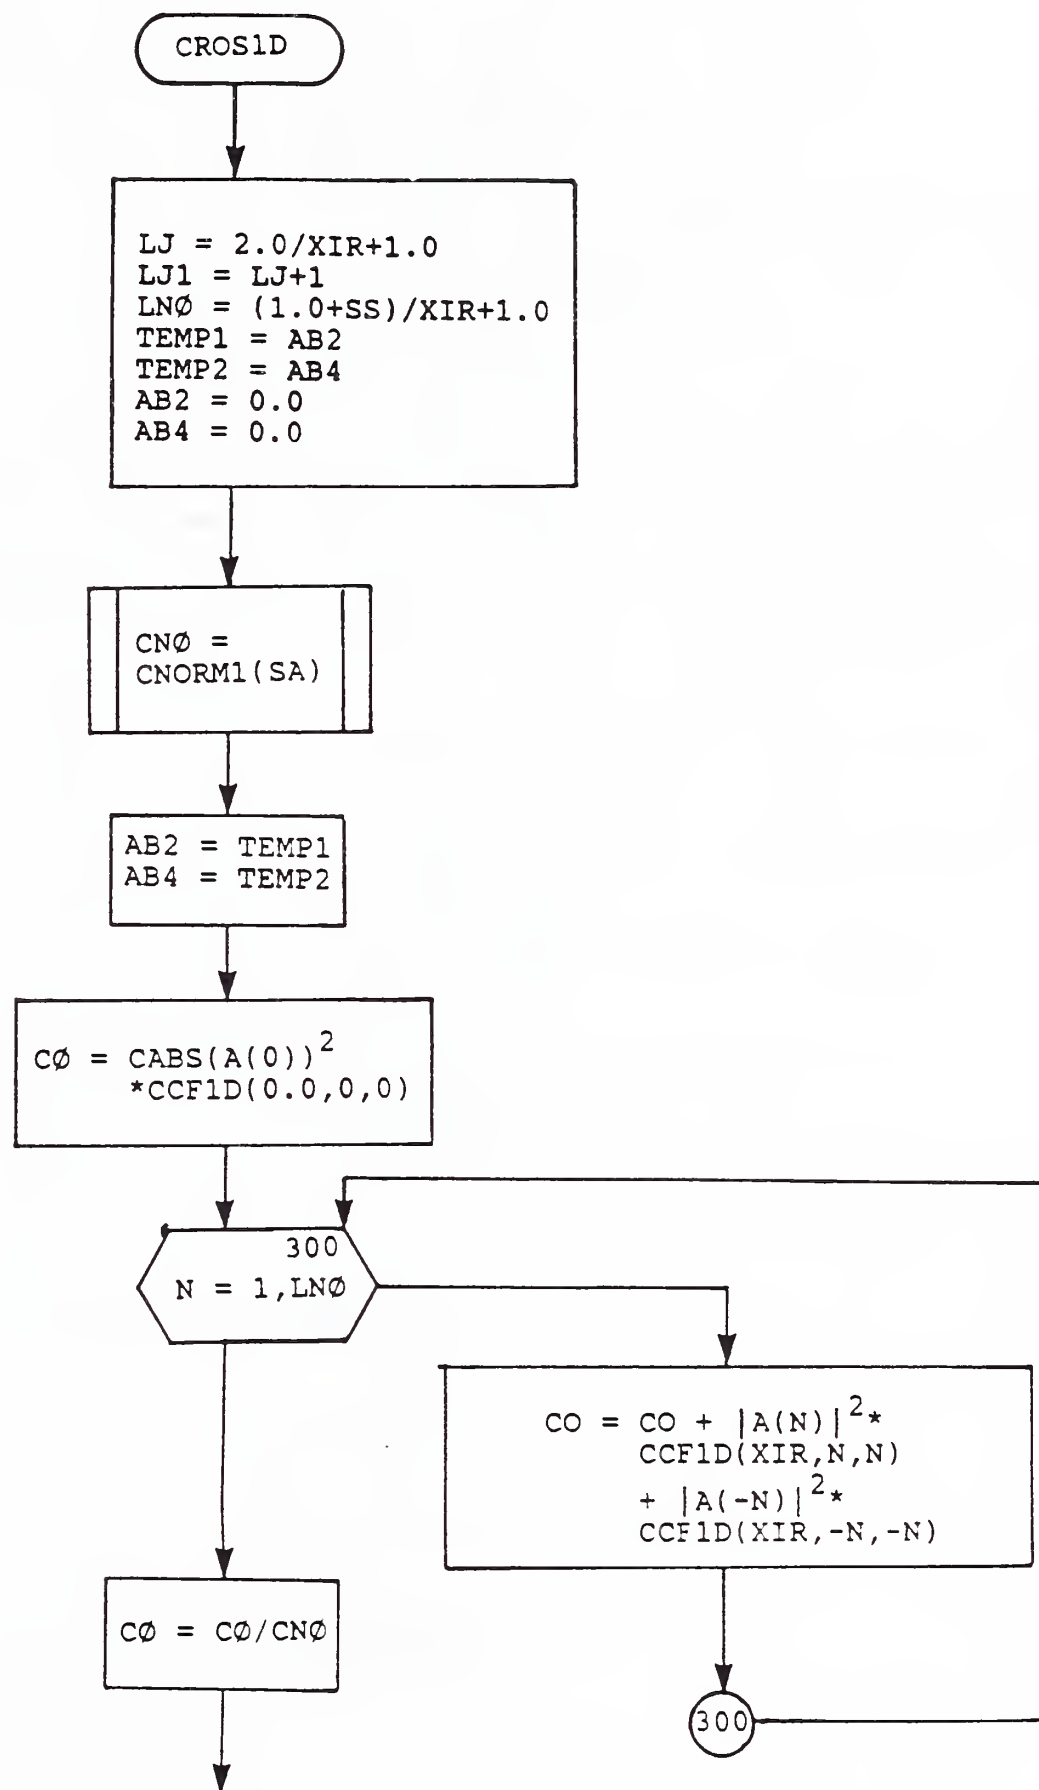 CROS1D
LJ = 2.0/XIR+1.0
LJ1 = LJ+1
LNØ = (1.0+SS)/XIR+1.0
TEMP1 = AB2
TEMP2 = AB4
AB2 = 0.0
AB4 = 0.0
CNØ =
CNORM1(SA)
AB2 = TEMP1
AB4 = TEMP2
CØ = CABS(A(0))²
*CCF1D(0.0,0,0)
300
N = 1,LNØ
CO = CO + |A(N)|²*
CCF1D(XIR,N,N)
+ |A(-N)|²*
CCF1D(XIR,-N,-N)
CØ = CØ/CNØ
300